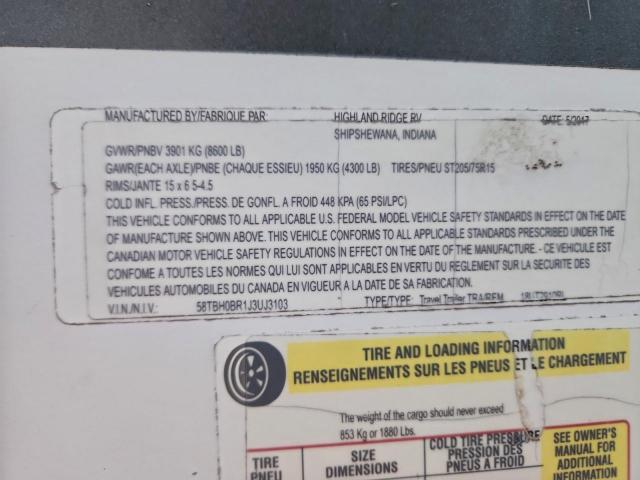 MANUFACTURED BY/FABRIQUE PAR: HIGHLAND RIDGE RV DATE: 5/2017
SHIPSHEWANA, INDIANA
GVWR/PNBV 3901 KG (8600 LB)
GAWR(EACH AXLE)/PNBE (CHAQUE ESSIEU) 1950 KG (4300 LB) TIRES/PNEU ST205/75R15
RIMS/JANTE 15 x 6 5-4.5
COLD INFL. PRESS/PRESS. DE GONFL. A FROID 448 KPA (65 PSI/LPC)
THIS VEHICLE CONFORMS TO ALL APPLICABLE U.S. FEDERAL MODEL VEHICLE SAFETY STANDARDS IN EFFECT ON THE DATE
OF MANUFACTURE SHOWN ABOVE. THIS VEHICLE CONFORMS TO ALL APPLICABLE STANDARDS PRESCRIBED UNDER THE
CANADIAN MOTOR VEHICLE SAFETY REGULATIONS IN EFFECT ON THE DATE OF THE MANUFACTURE. - CE VEHICULE EST
CONFOME A TOUTES LES NORMES QUI LUI SONT APPLICABLES EN VERTU DU REGLEMENT SUR LA SECURITE DES
VEHICULES AUTOMOBILES DU CANADA EN VIGUEUR A LA DATE DE SA FABRICATION.
V.I.N./N.I.V.: 58TBH0BR1J3UJ3103 TYPE/TYPE: Travel Trailer TRA/REM
TIRE AND LOADING INFORMATION
RENSEIGNEMENTS SUR LES PNEUS ET LE CHARGEMENT
The weight of the cargo should never exceed
853 Kg or 1880 Lbs.
TIRE
PNEU
SIZE
DIMENSIONS
COLD TIRE PRESSURE
PRESSION DES
PNEUS A FROID
SEE OWNER'S
MANUAL FOR
ADDITIONAL
INFORMATION